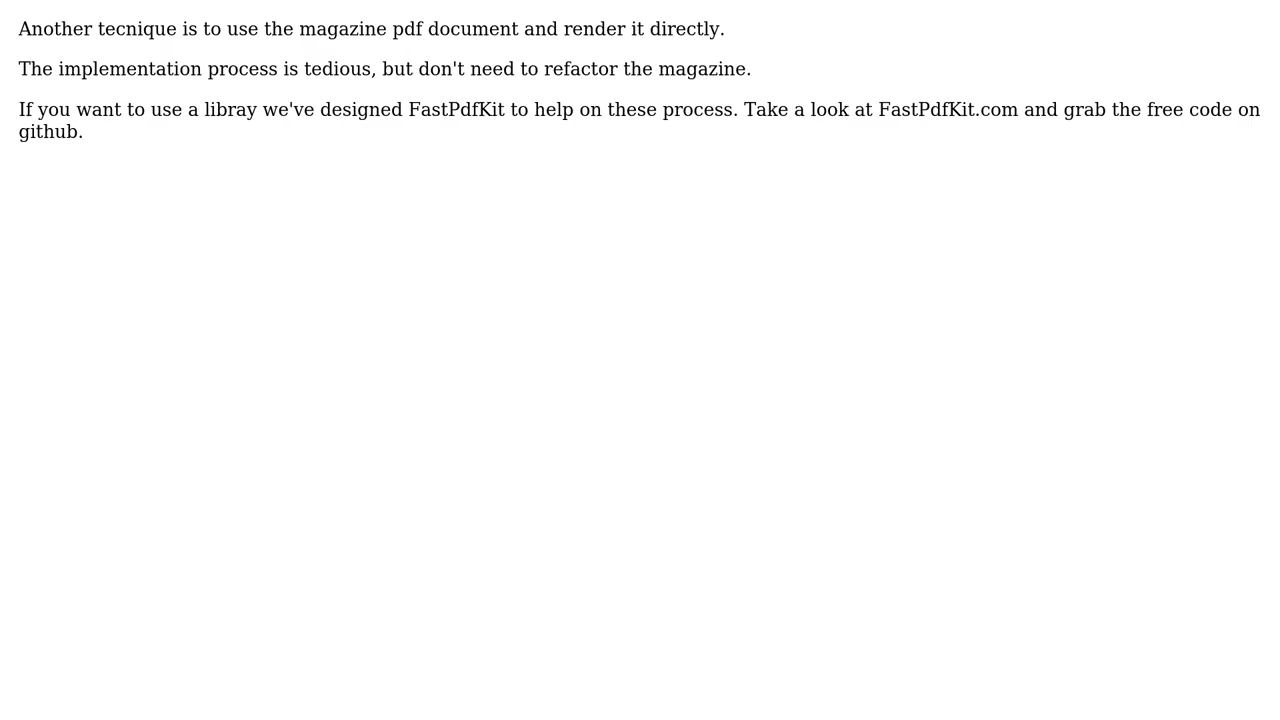 Another tecnique is to use the magazine pdf document and render it directly.
The implementation process is tedious, but don't need to refactor the magazine.
If you want to use a libray we've designed FastPdfKit to help on these process. Take a look at FastPdfKit.com and grab the free code on
github.